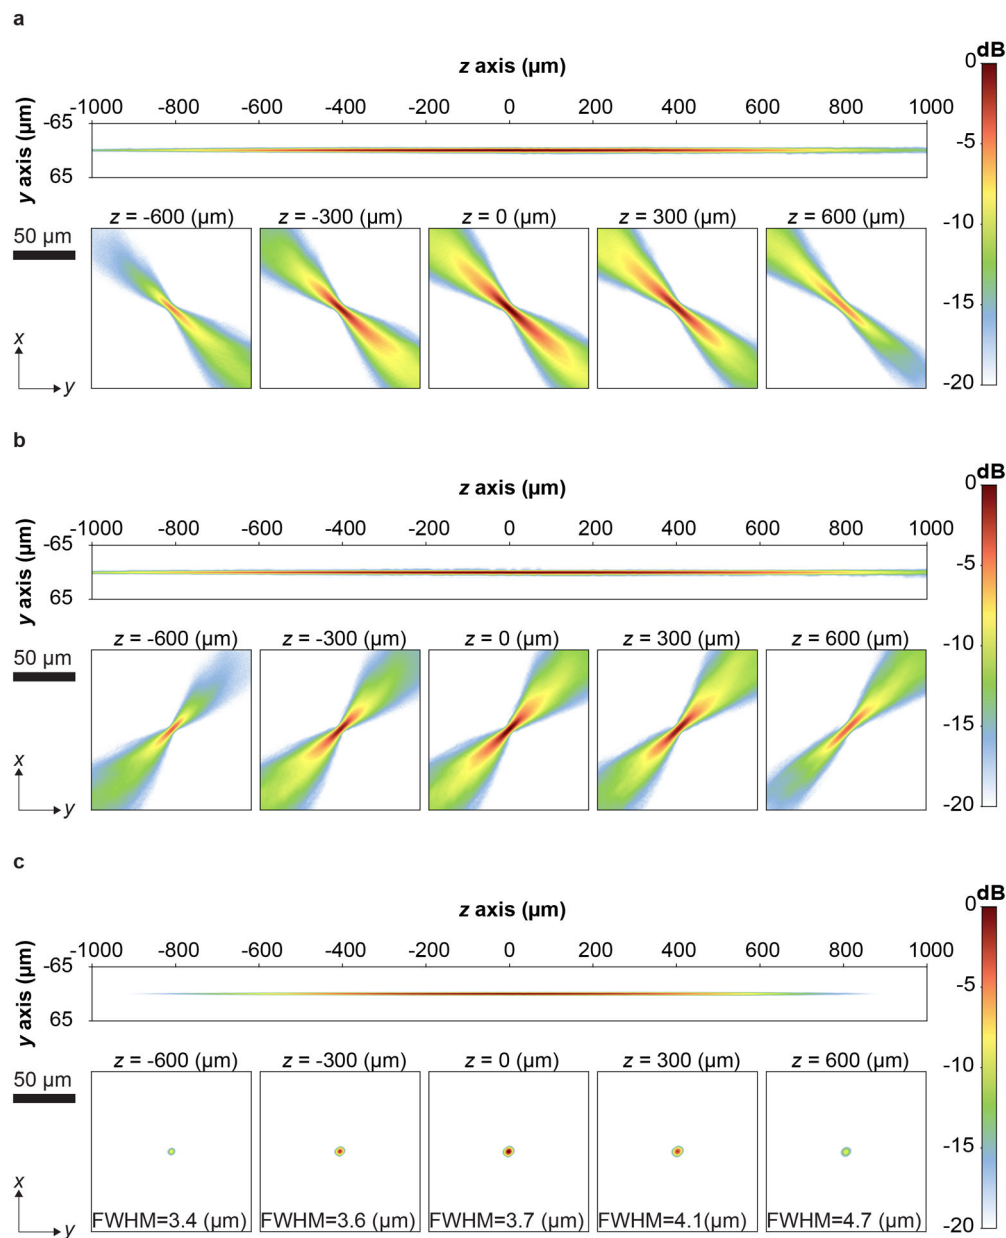 a
z axis (µm)
dB
-1000 -800 -600 -400 -200 0 200 400 600 800 1000
y axis (µm)
-65
65
0
-5
-10
-15
-20
z = -600 (µm) z = -300 (µm) z = 0 (µm) z = 300 (µm) z = 600 (µm)
50 µm
x
y
b
z axis (µm)
dB
-1000 -800 -600 -400 -200 0 200 400 600 800 1000
y axis (µm)
-65
65
0
-5
-10
-15
-20
z = -600 (µm) z = -300 (µm) z = 0 (µm) z = 300 (µm) z = 600 (µm)
50 µm
x
y
c
z axis (µm)
dB
-1000 -800 -600 -400 -200 0 200 400 600 800 1000
y axis (µm)
-65
65
0
-5
-10
-15
-20
z = -600 (µm) z = -300 (µm) z = 0 (µm) z = 300 (µm) z = 600 (µm)
50 µm
x
y
FWHM=3.4 (µm) FWHM=3.6 (µm) FWHM=3.7 (µm) FWHM=4.1(µm) FWHM=4.7 (µm)